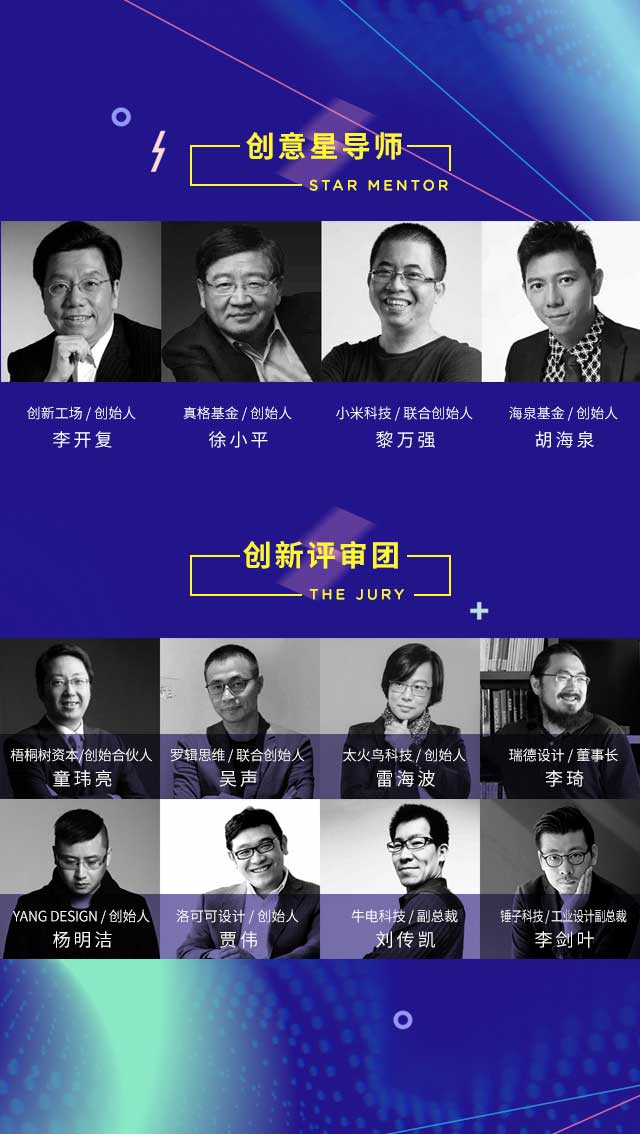 创意星导师
STAR MENTOR
创新工场 / 创始人
李开复
真格基金 / 创始人
徐小平
小米科技 / 联合创始人
黎万强
海泉基金 / 创始人
胡海泉
创新评审团
THE JURY
梧桐树资本/创始合伙人
童玮亮
罗辑思维 / 联合创始人
吴声
太火鸟科技 / 创始人
雷海波
瑞德设计 / 董事长
李琦
YANG DESIGN / 创始人
杨明洁
洛可可设计 / 创始人
贾伟
牛电科技 / 副总裁
刘传凯
锤子科技 / 工业设计副总裁
李剑叶